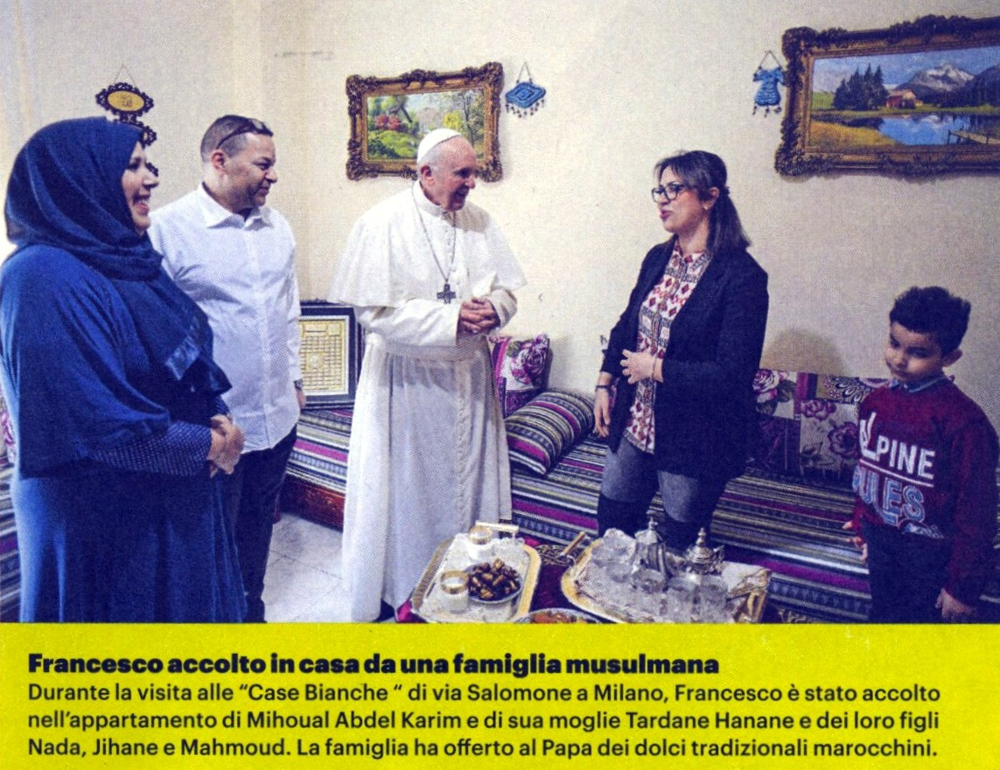 ALPINE
RULES
Francesco accolto in casa da una famiglia musulmana
Durante la visita alle “Case Bianche “ di via Salomone a Milano, Francesco è stato accolto
nell’appartamento di Mihoual Abdel Karim e di sua moglie Tardane Hanane e dei loro figli
Nada, Jihane e Mahmoud. La famiglia ha offerto al Papa dei dolci tradizionali marocchini.